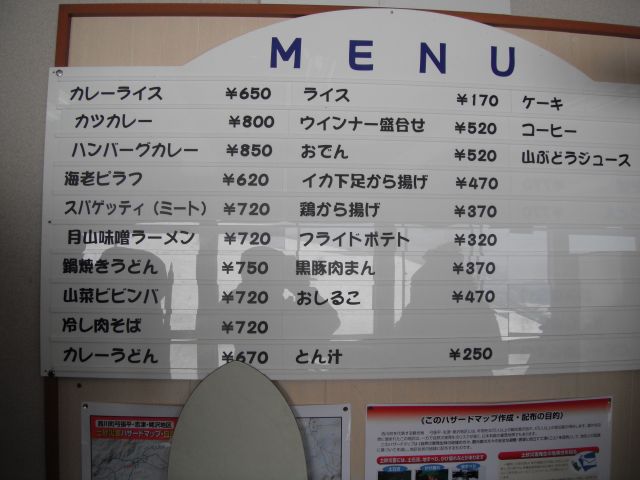 MENU
カレーライス ¥650
カツカレー ¥800
ハンバーグカレー ¥850
海老ピラフ ¥620
スパゲッティ（ミート） ¥720
月山味噌ラーメン ¥720
鍋焼きうどん ¥750
山菜ビビンバ ¥720
冷し肉そば ¥720
カレーうどん ¥670
ライス ¥170
ウインナー盛合せ ¥520
おでん ¥520
イカ下足から揚げ ¥470
鶏から揚げ ¥370
フライドポテト ¥320
黒豚肉まん ¥370
おしるこ ¥470
とん汁 ¥250
ケーキ
コーヒー
山ぶどうジュース
（このハザードマップ作成・配布の目的）